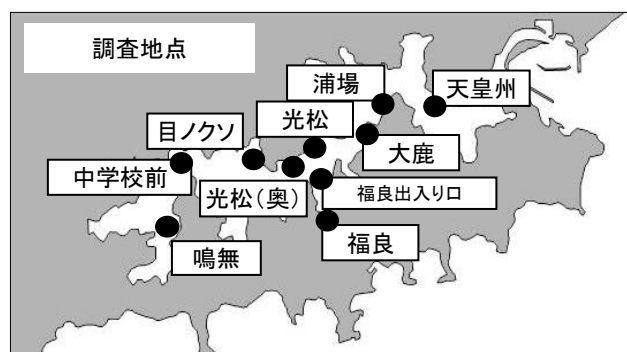 調査地点
浦場
天皇州
光松
目ノクソ
大鹿
中学校前
光松（奥）
福良出入り口
鳴無
福良